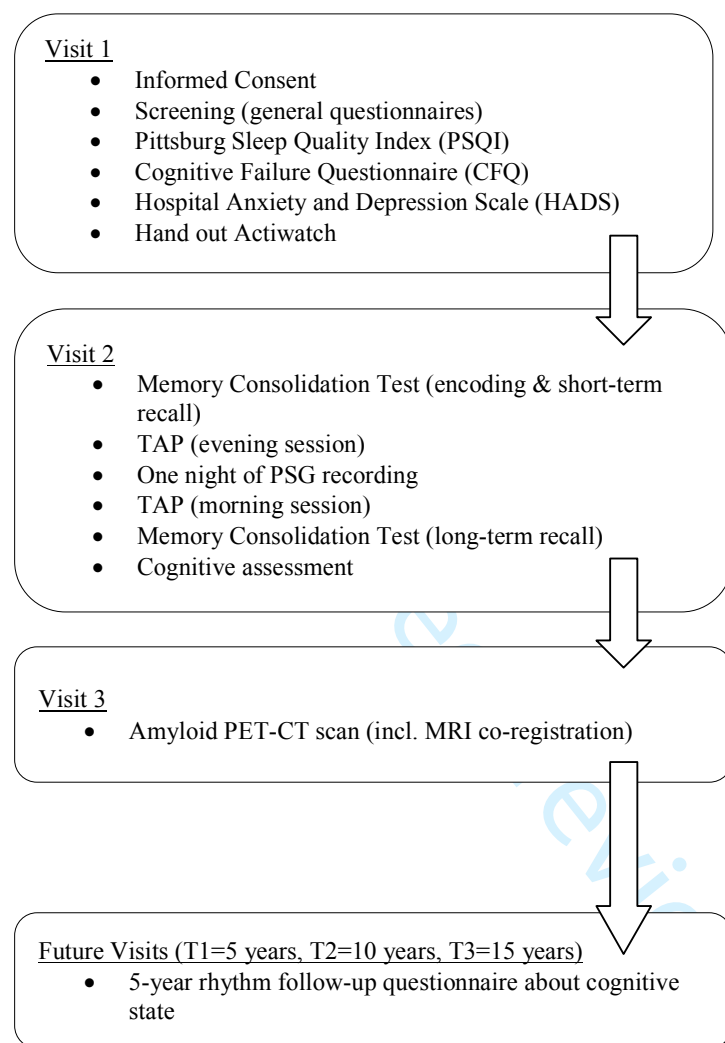 Visit 1
• Informed Consent
• Screening (general questionnaires)
• Pittsburg Sleep Quality Index (PSQI)
• Cognitive Failure Questionnaire (CFQ)
• Hospital Anxiety and Depression Scale (HADS)
• Hand out Actiwatch
Visit 2
• Memory Consolidation Test (encoding & short-term
recall)
• TAP (evening session)
• One night of PSG recording
• TAP (morning session)
• Memory Consolidation Test (long-term recall)
• Cognitive assessment
Visit 3
• Amyloid PET-CT scan (incl. MRI co-registration)
Future Visits (T1=5 years, T2=10 years, T3=15 years)
• 5-year rhythm follow-up questionnaire about cognitive
state